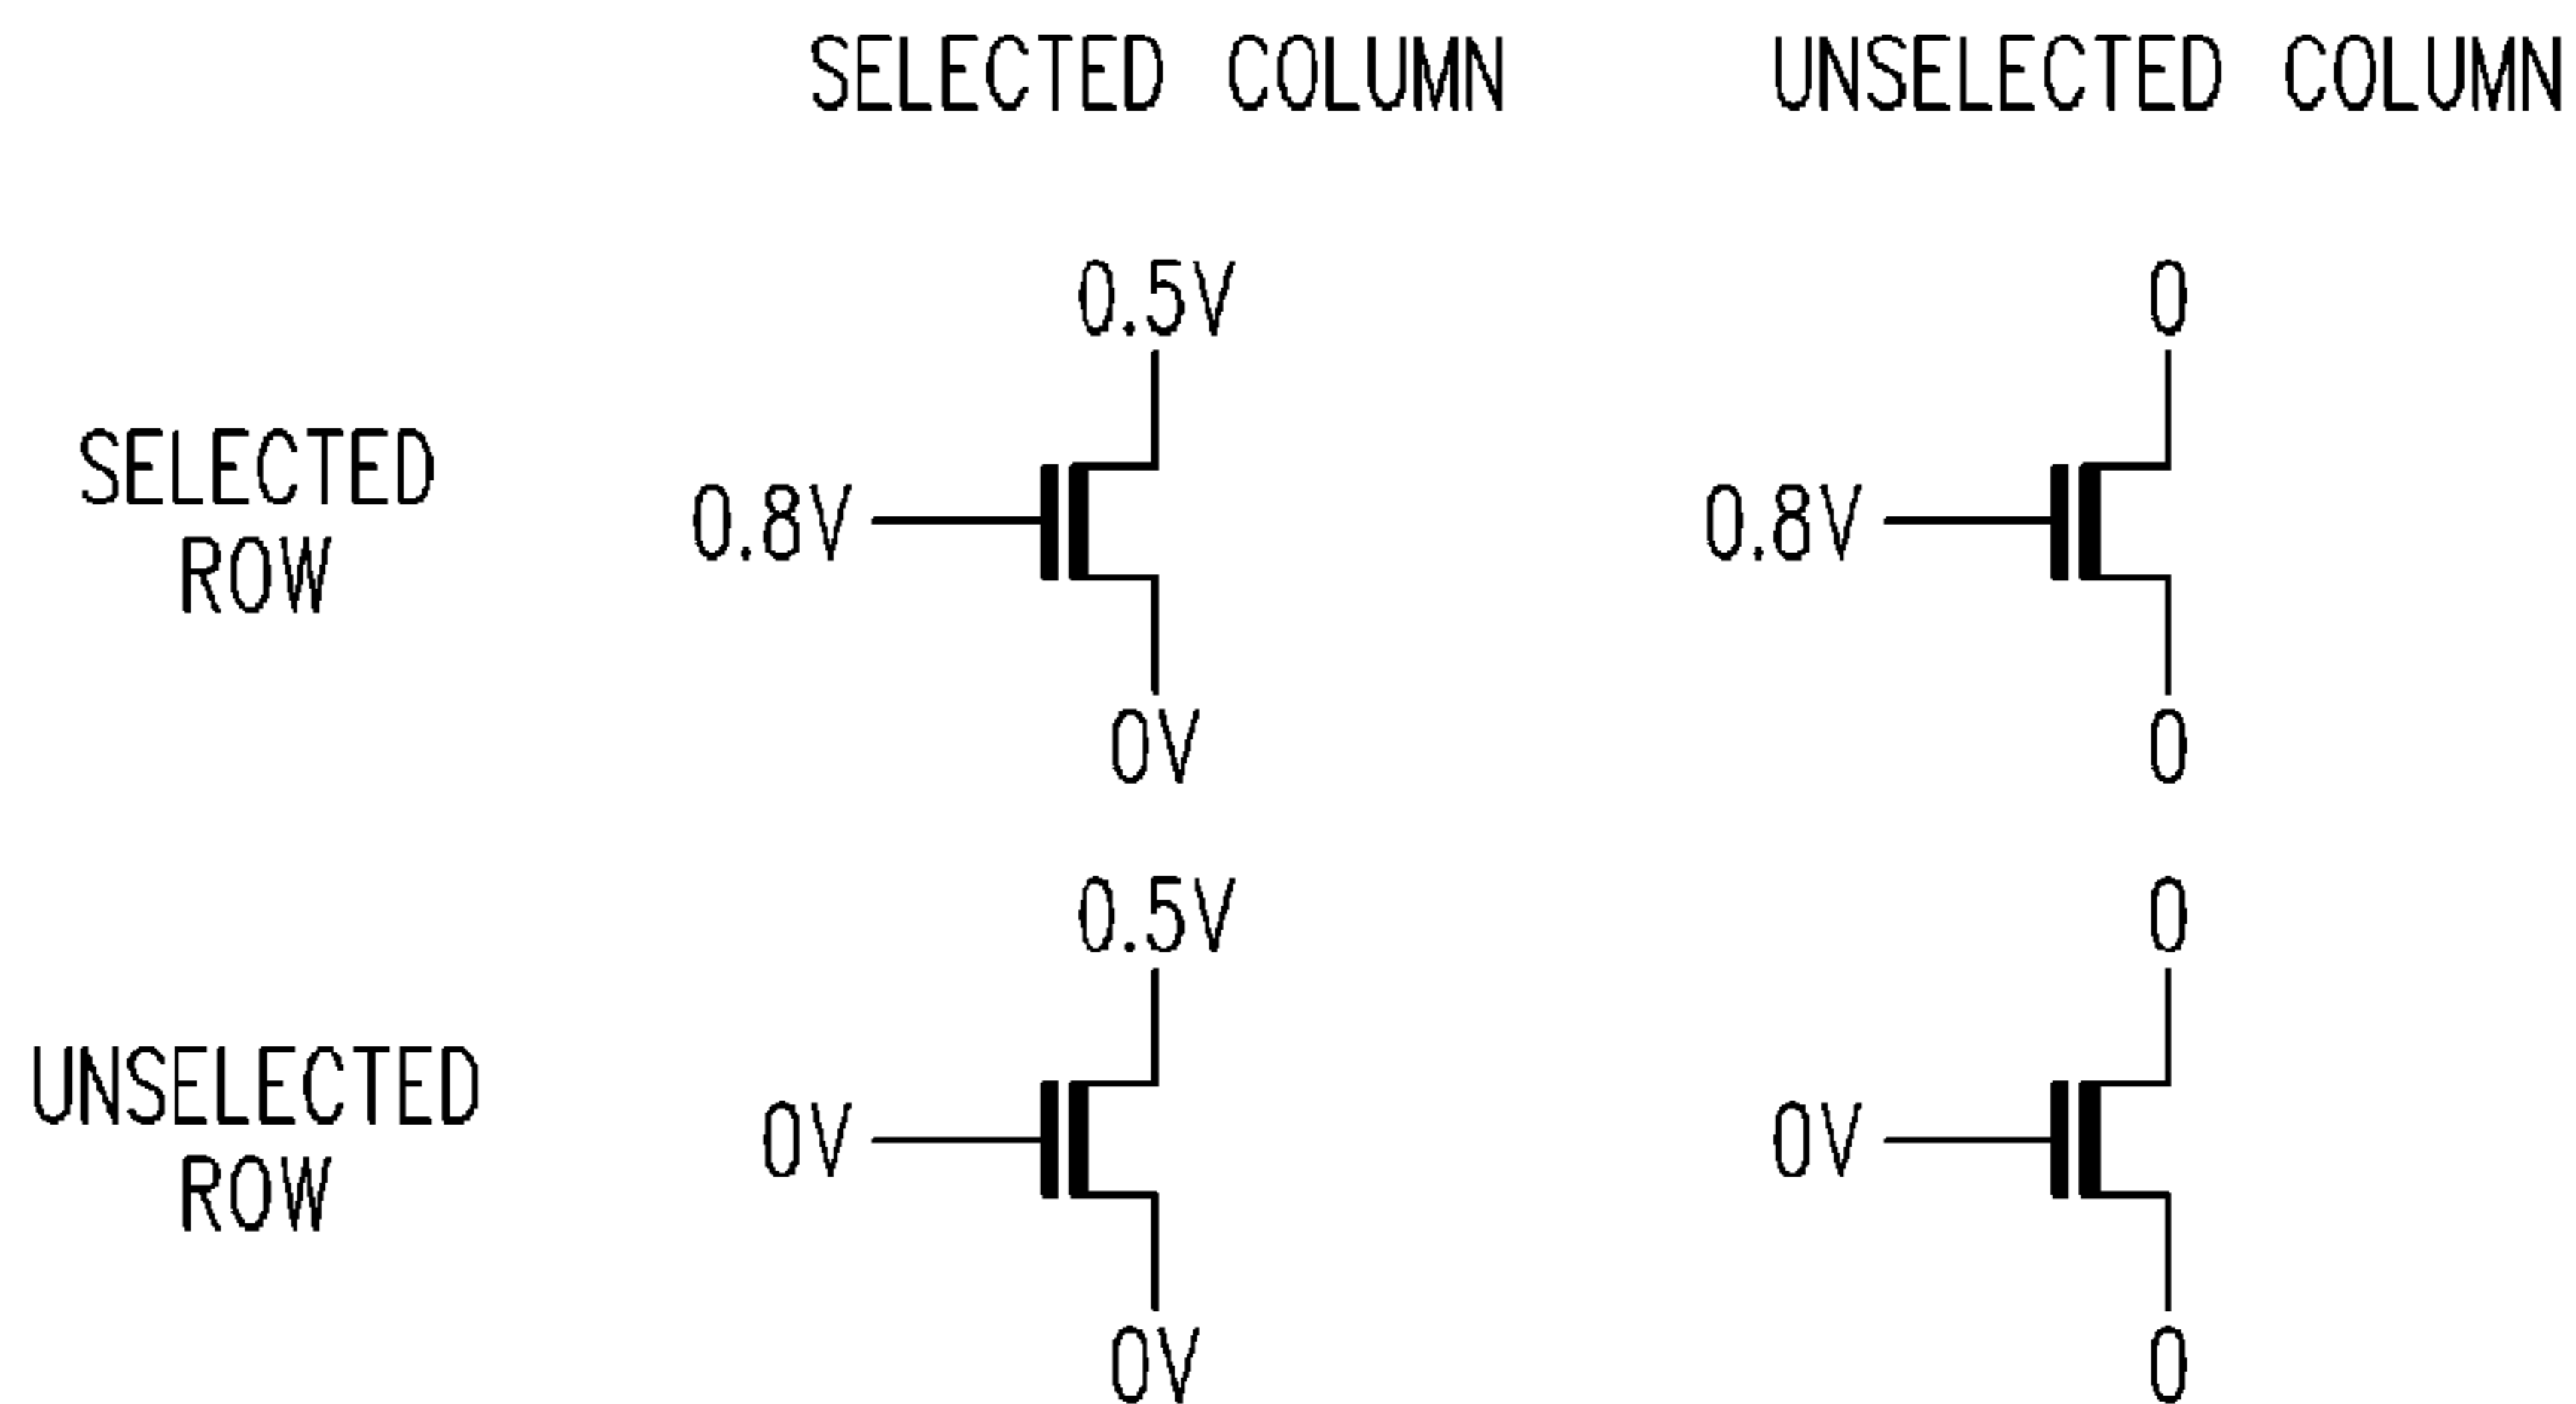 SELECTED COLUMN UNSELECTED COLUMN
0.5V 0
SELECTED
ROW
0.8V 0.8V
0V 0
0.5V 0
UNSELECTED
ROW
0V 0V
0V 0